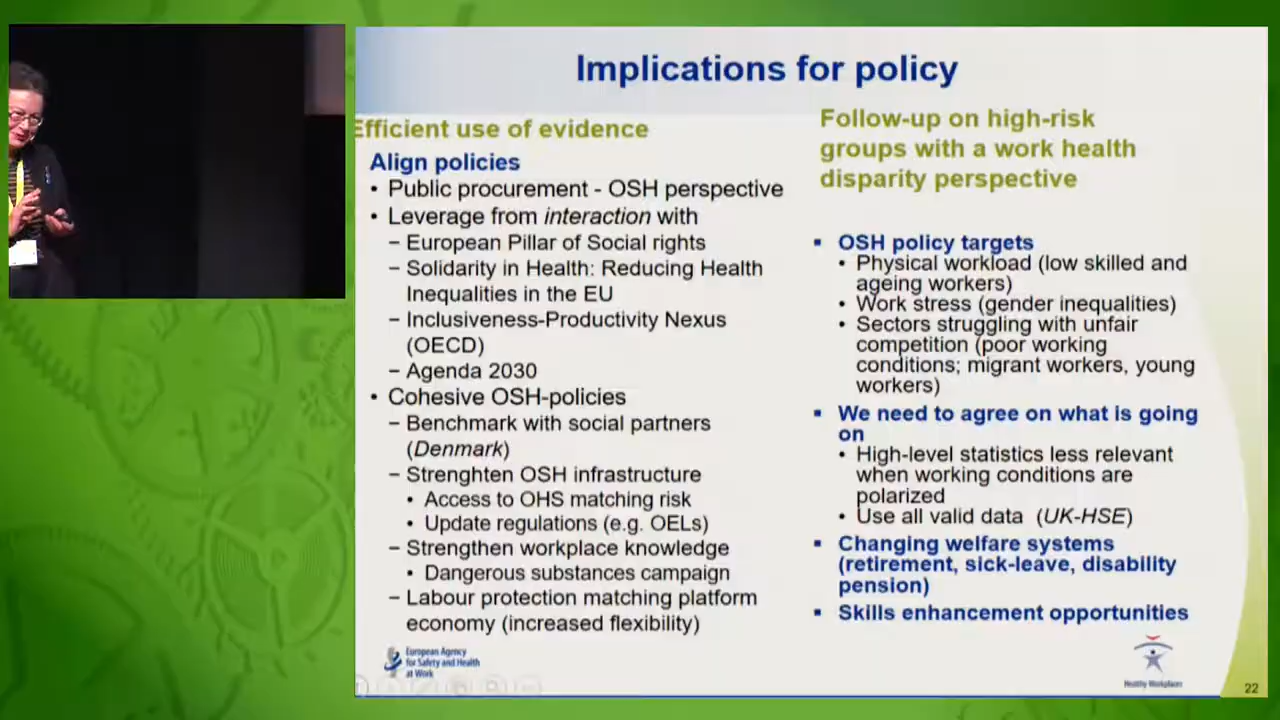 Implications for policy
Efficient use of evidence
Align policies
• Public procurement - OSH perspective
• Leverage from interaction with
– European Pillar of Social rights
– Solidarity in Health: Reducing Health
Inequalities in the EU
– Inclusiveness-Productivity Nexus
(OECD)
– Agenda 2030
• Cohesive OSH-policies
– Benchmark with social partners
(Denmark)
– Strenghten OSH infrastructure
• Access to OHS matching risk
• Update regulations (e.g. OELs)
– Strengthen workplace knowledge
• Dangerous substances campaign
– Labour protection matching platform
economy (increased flexibility)
Follow-up on high-risk
groups with a work health
disparity perspective
▪ OSH policy targets
• Physical workload (low skilled and
ageing workers)
• Work stress (gender inequalities)
• Sectors struggling with unfair
competition (poor working
conditions; migrant workers, young
workers)
▪ We need to agree on what is going
on
• High-level statistics less relevant
when working conditions are
polarized
• Use all valid data (UK-HSE)
▪ Changing welfare systems
(retirement, sick-leave, disability
pension)
▪ Skills enhancement opportunities
European Agency
for Safety and Health
at Work
Healthy Workplaces
22